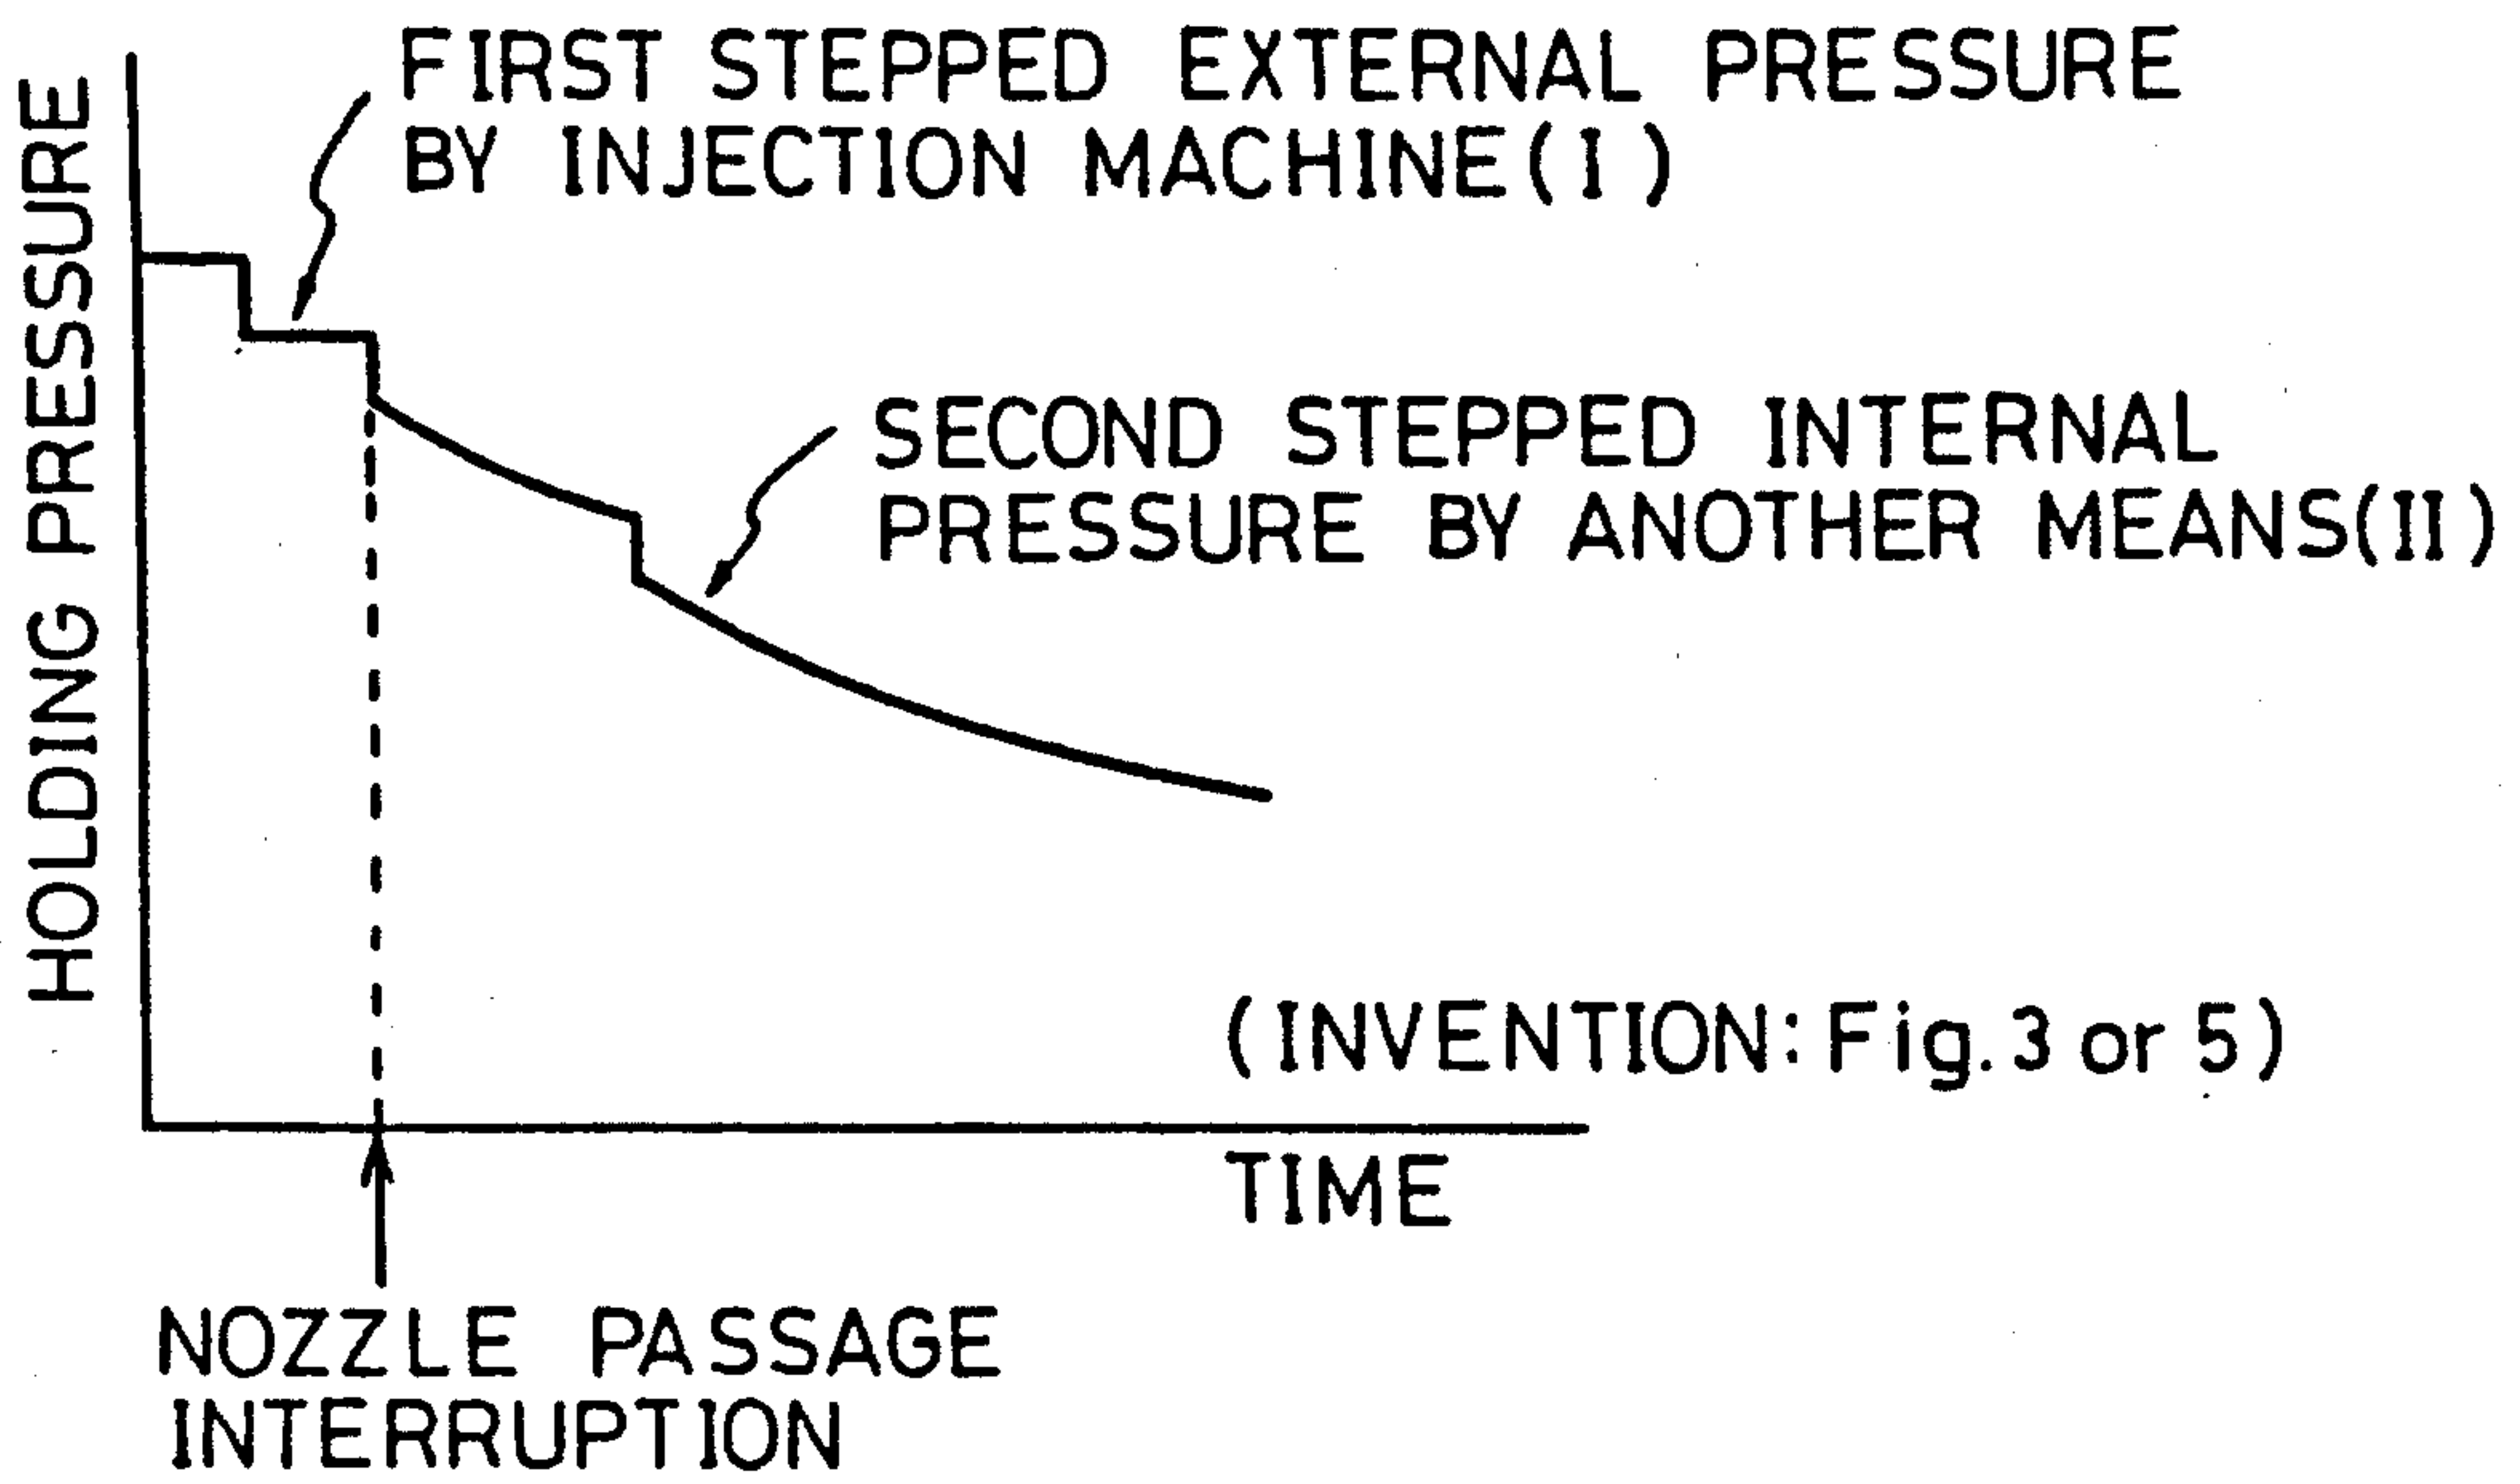 FIRST STEPPED EXTERNAL PRESSURE
BY INJECTION MACHINE(I)
HOLDING PRESSURE
SECOND STEPPED INTERNAL
PRESSURE BY ANOTHER MEANS(II)
(INVENTION: Fig. 3 or 5)
TIME
NOZZLE PASSAGE
INTERRUPTION